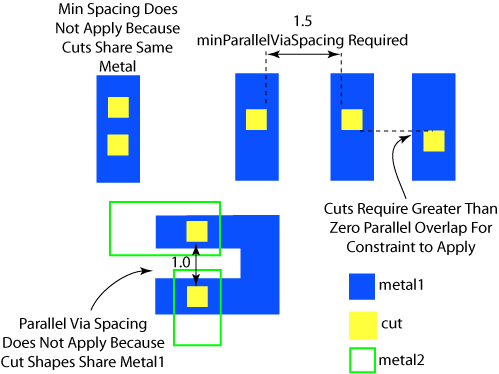 Min Spacing Does
Not Apply Because
Cuts Share Same
Metal
1.5
minParallelViaSpacing Required
Cuts Require Greater Than
Zero Parallel Overlap For
Constraint to Apply
1.0
Parallel Via Spacing
Does Not Apply Because
Cut Shapes Share Metal1
metal1
cut
metal2